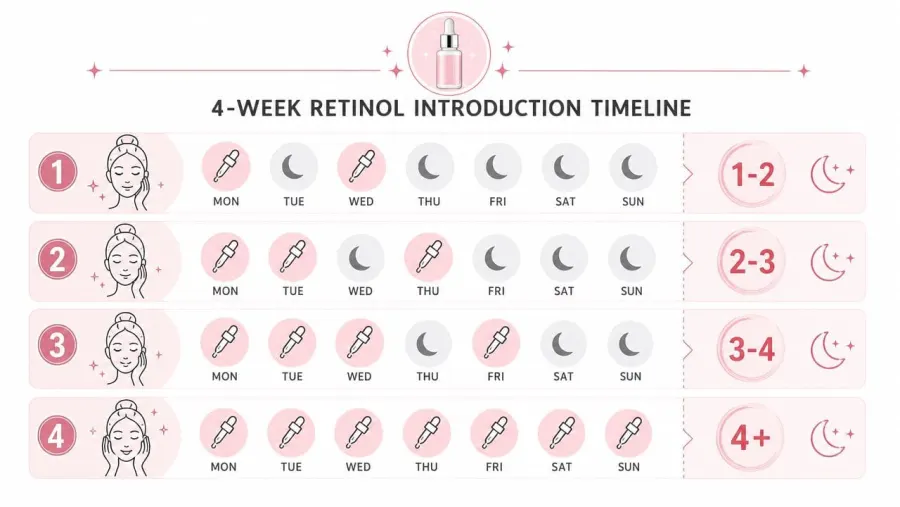 4-WEEK RETINOL INTRODUCTION TIMELINE
1 MON TUE WED THU FRI SAT SUN 1-2
2 MON TUE WED THU FRI SAT SUN 2-3
3 MON TUE WED THU FRI SAT SUN 3-4
4 MON TUE WED THU FRI SAT SUN 4+